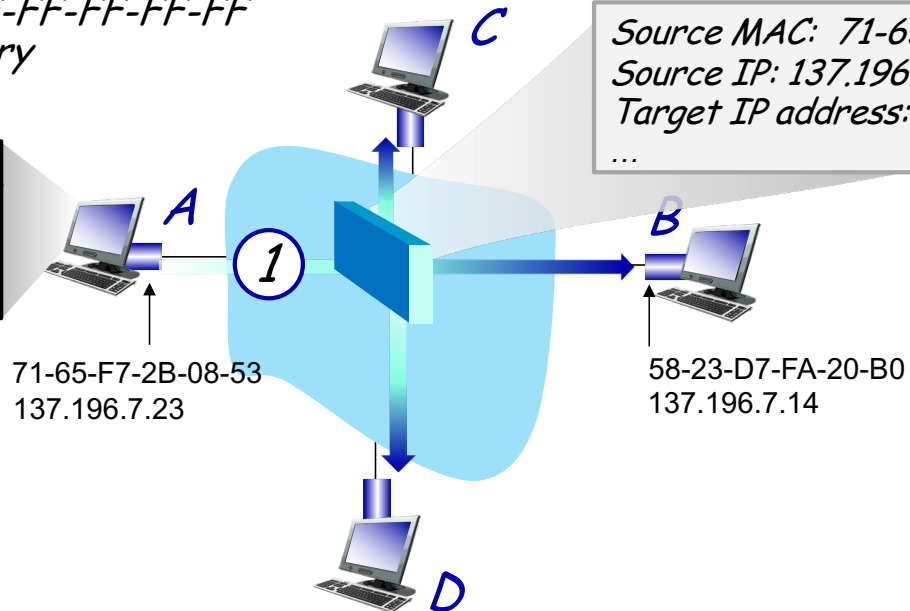 -FF-FF-FF-FF
ry
C
Source MAC: 71-6
Source IP: 137.196.
Target IP address:
...
A
B
1
71-65-F7-2B-08-53
137.196.7.23
58-23-D7-FA-20-B0
137.196.7.14
D